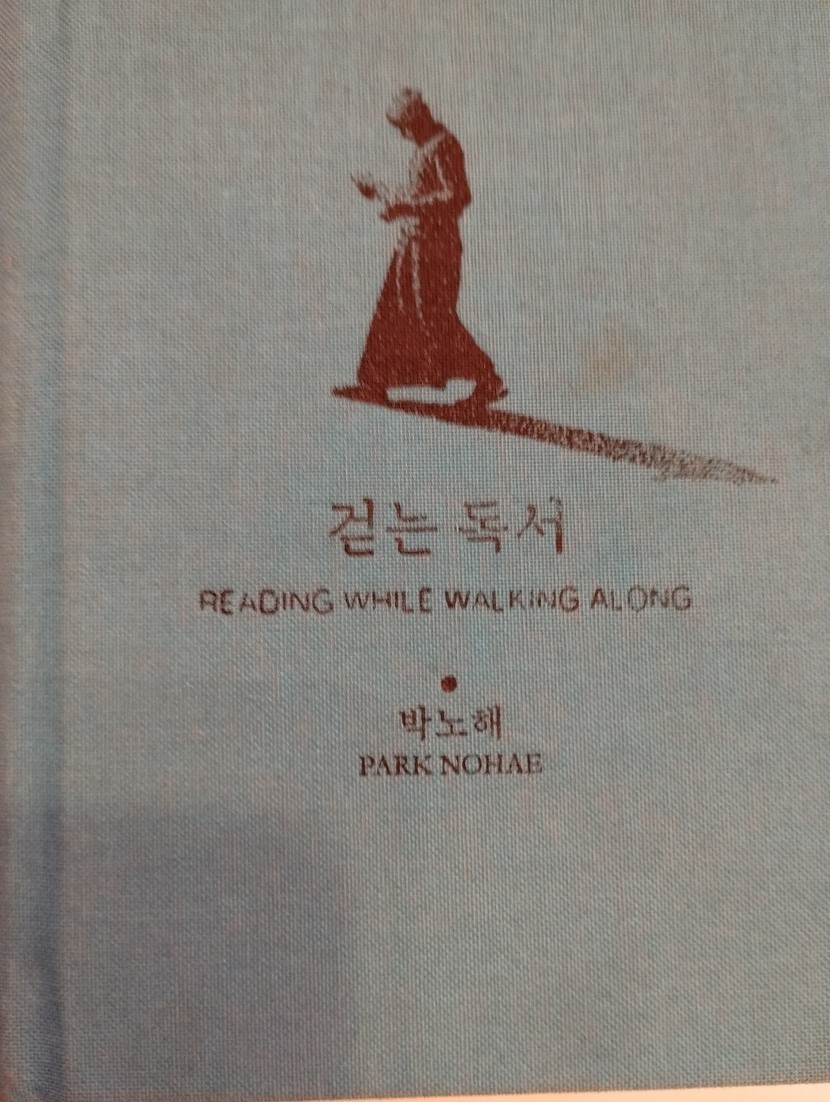 걷는 독서
READING WHILE WALKING ALONG
박노해
PARK NOHAE